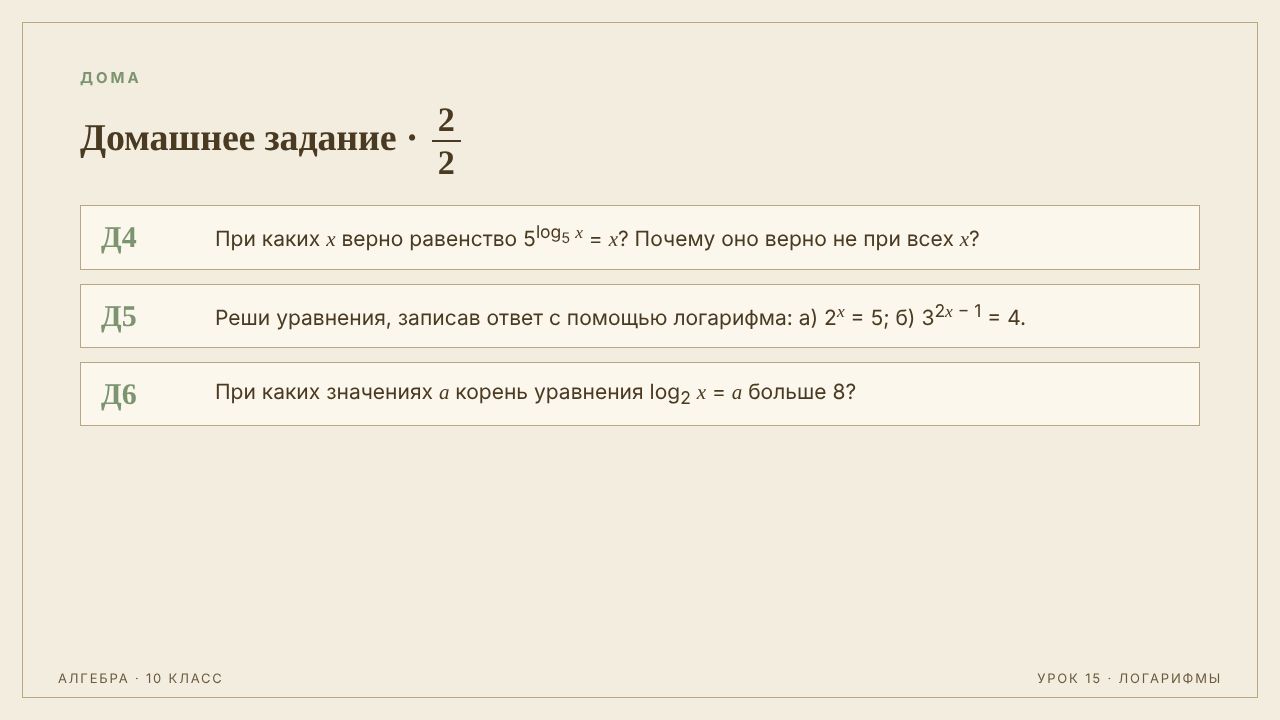 ДОМА
Домашнее задание · 2/2
Д4 При каких x верно равенство 5^(log₅ x) = x? Почему оно верно не при всех x?
Д5 Реши уравнения, записав ответ с помощью логарифма: а) 2^x = 5; б) 3^(2x − 1) = 4.
Д6 При каких значениях a корень уравнения log₂ x = a больше 8?
АЛГЕБРА · 10 КЛАСС
УРОК 15 · ЛОГАРИФМЫ